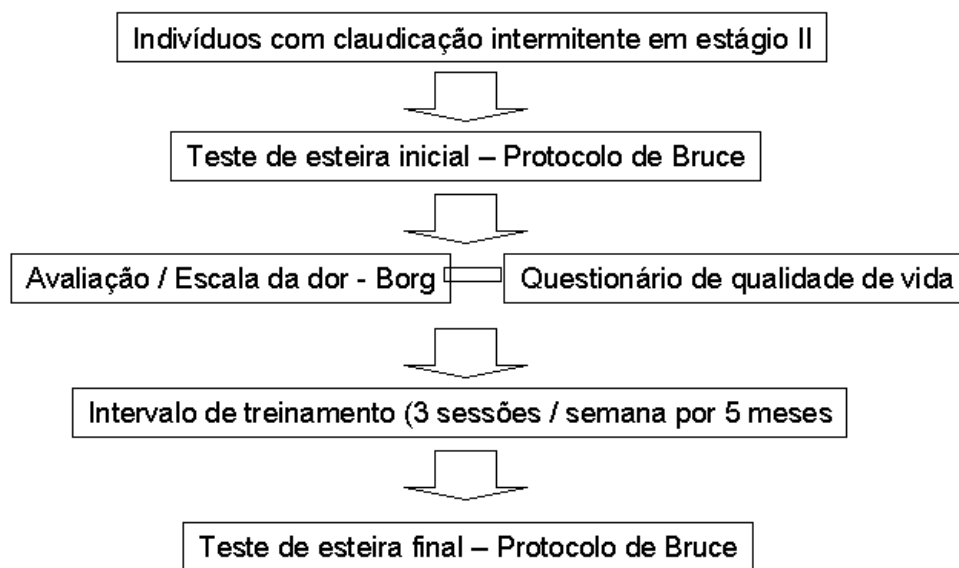 Indivíduos com claudicação intermitente em estágio II
Teste de esteira inicial – Protocolo de Bruce
Avaliação / Escala da dor - Borg
Questionário de qualidade de vida
Intervalo de treinamento (3 sessões / semana por 5 meses
Teste de esteira final – Protocolo de Bruce